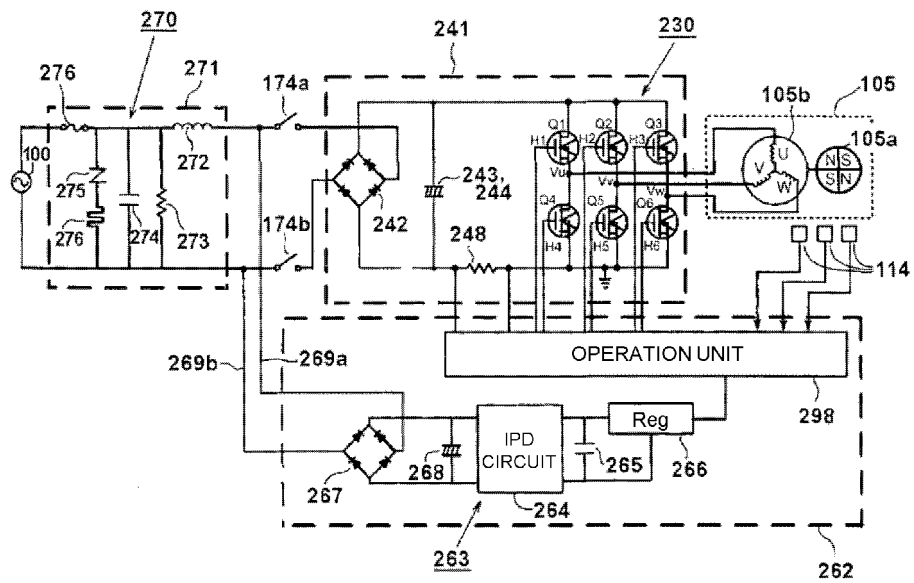 270
241
230
276
271
174a
105
105b
105a
100
272
Q1
Q2
Q3
H1
H2
H3
U
V
W
N
S
S
N
275
243,
244
Vu
Vv
Vw
276
274
273
174b
242
Q4
Q5
Q6
H4
H5
H6
248
114
269b
269a
OPERATION UNIT
298
IPD
CIRCUIT
Reg
268
265
266
267
264
263
262